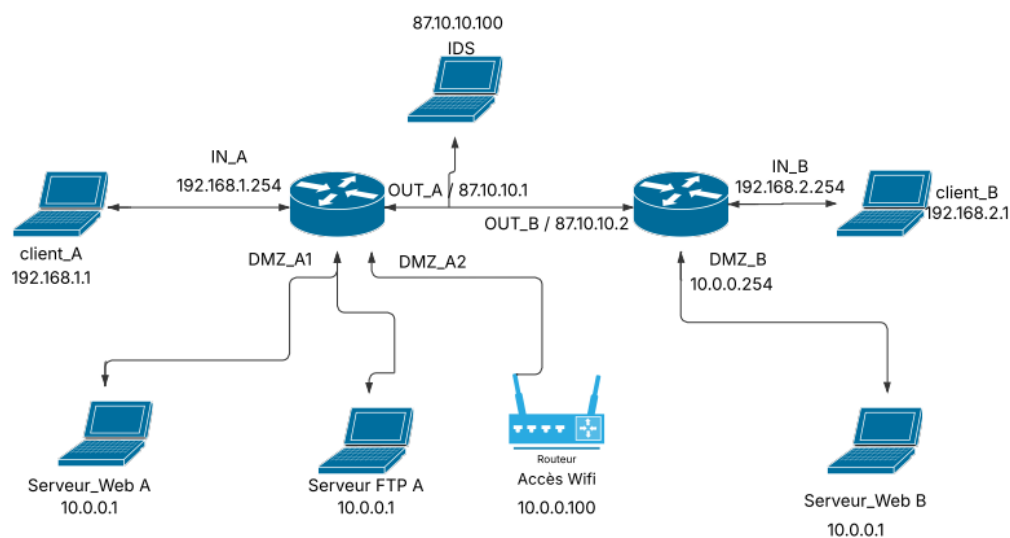 87.10.10.100
IDS
IN_A
192.168.1.254
OUT_A / 87.10.10.1
OUT_B / 87.10.10.2
IN_B
192.168.2.254
client_B
192.168.2.1
client_A
192.168.1.1
DMZ_A1
DMZ_A2
DMZ_B
10.0.0.254
Serveur_Web A
10.0.0.1
Serveur FTP A
10.0.0.1
Routeur
Accès Wifi
10.0.0.100
Serveur_Web B
10.0.0.1